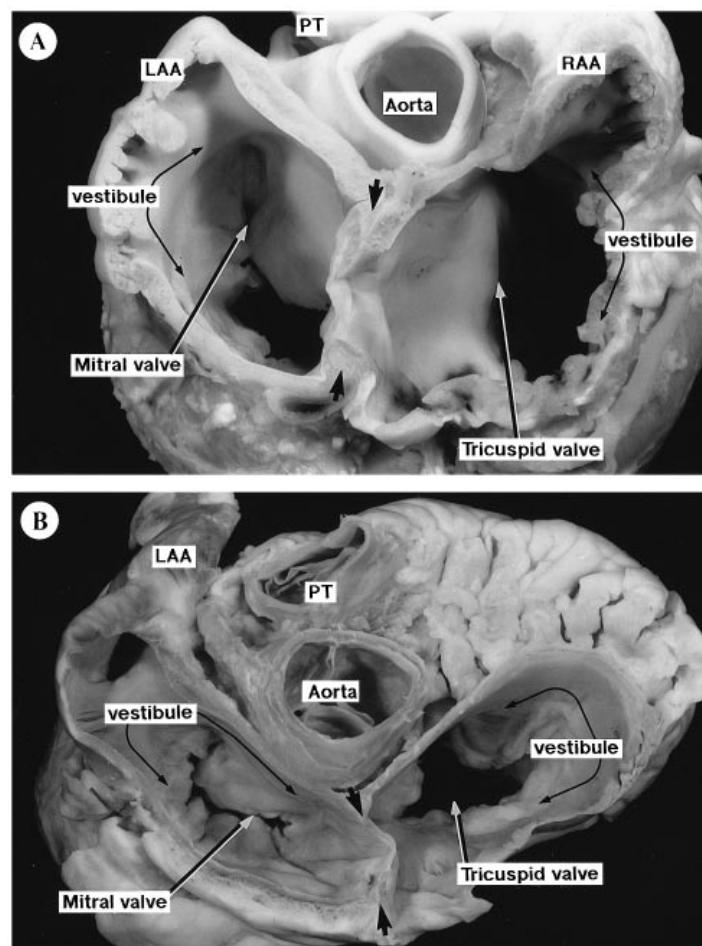 A
PT
LAA
RAA
Aorta
vestibule
vestibule
Mitral valve
Tricuspid valve
B
LAA
PT
Aorta
vestibule
vestibule
Mitral valve
Tricuspid valve